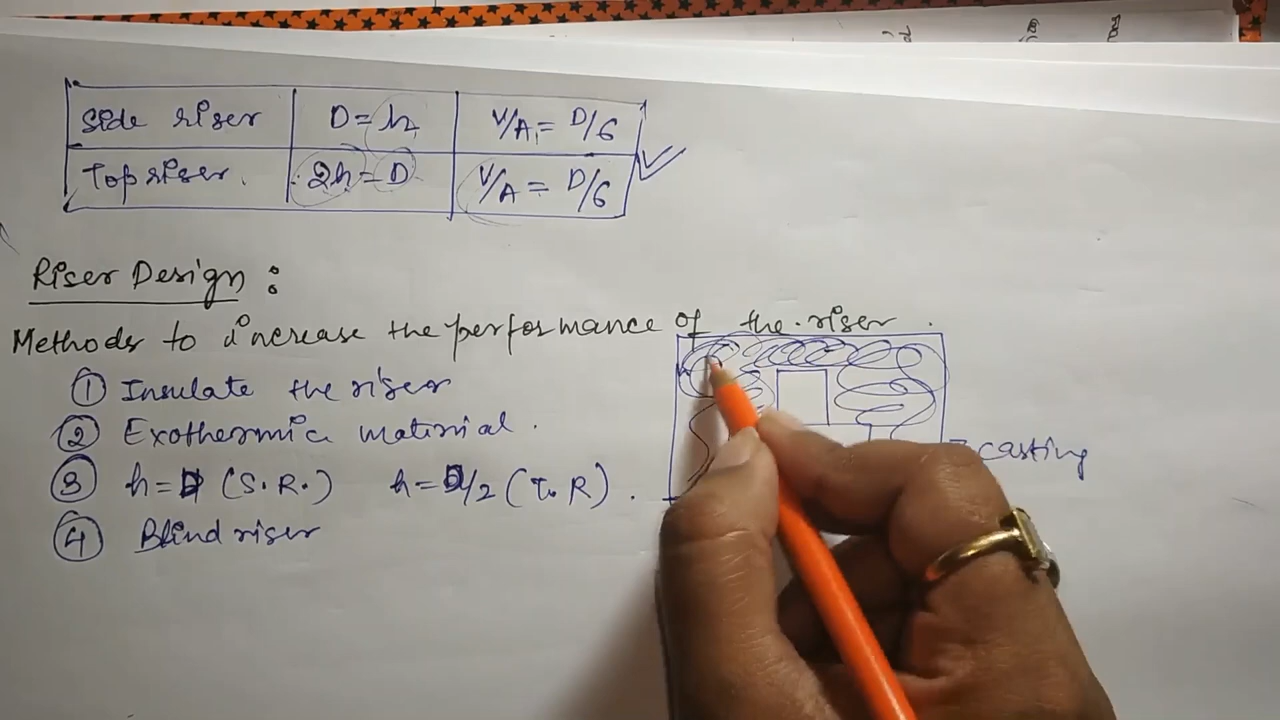 Side riser D = h V/A = D/6
Top riser. 2h = D V/A = D/6
Riser Design :
Methods to increase the performance of the riser .
① Insulate the riser
② Exothermic material .
③ h = D (S.R.) h = D/2 (T.R) .
④ Blind riser
= casting